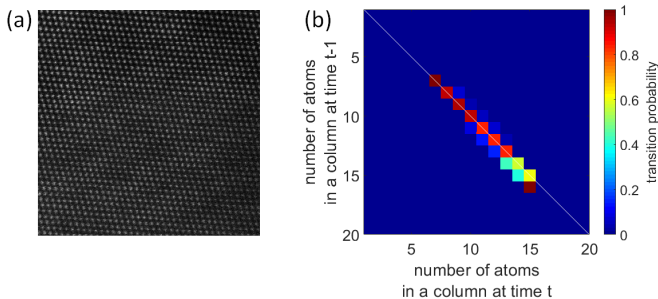 (a)
(b)
number of atoms
in a column at time t-1
5
10
15
20
5
10
15
20
number of atoms
in a column at time t
1
0.8
0.6
0.4
0.2
0
transition probability